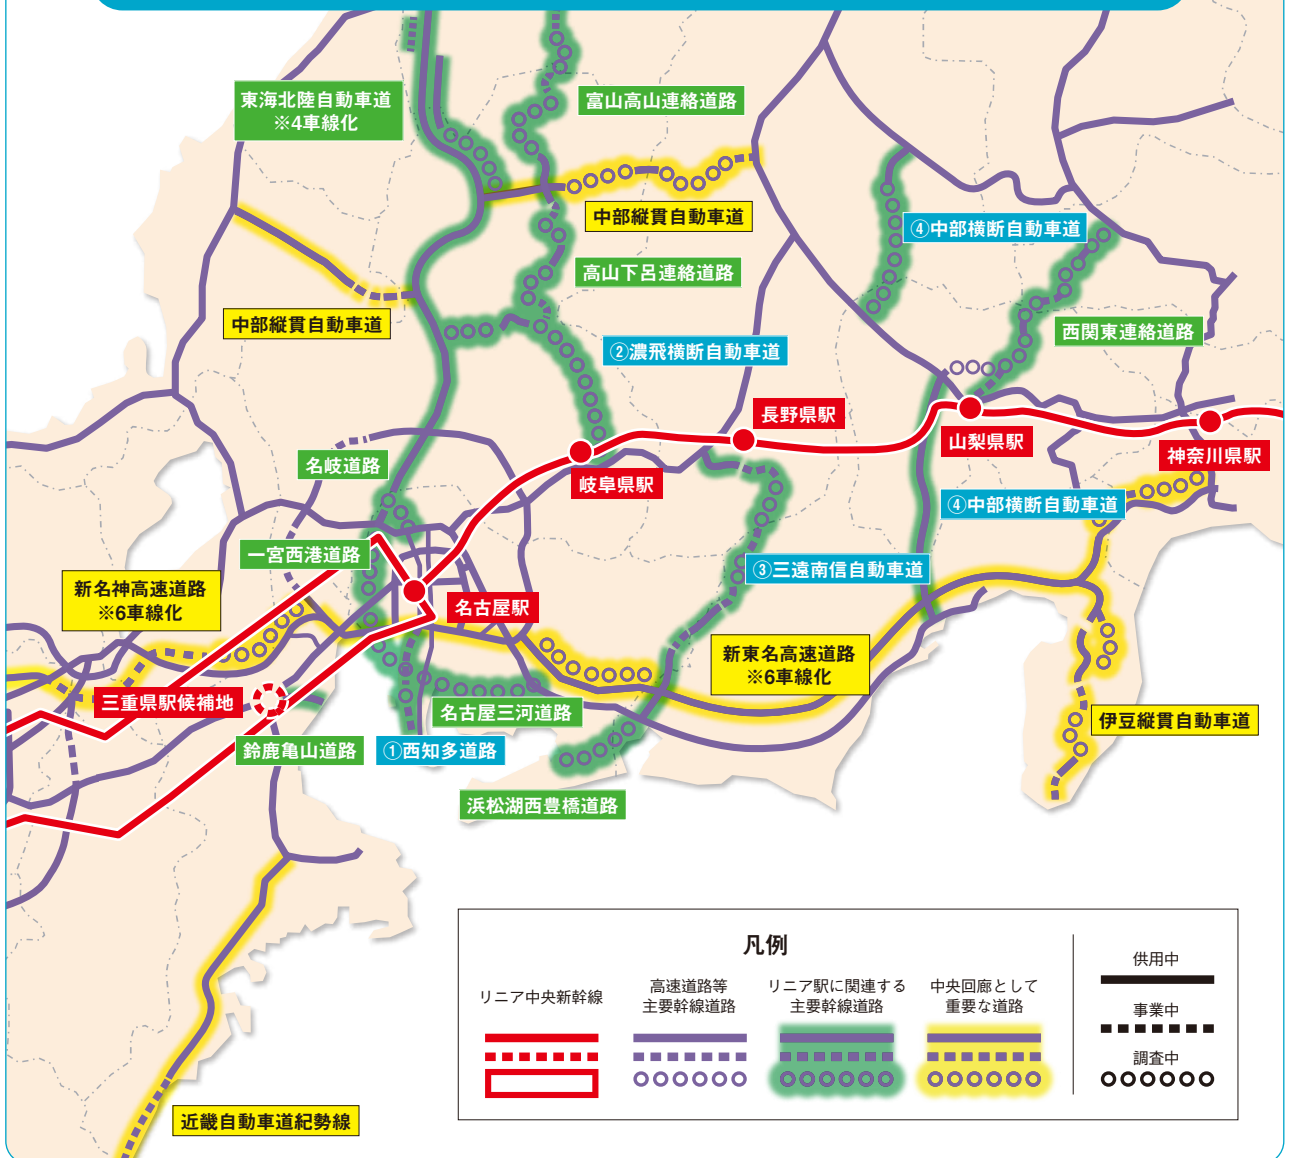 東海北陸自動車道
※4車線化
富山高山連絡道路
中部縦貫自動車道
④中部横断自動車道
高山下呂連絡道路
中部縦貫自動車道
西関東連絡道路
②濃飛横断自動車道
長野県駅
山梨県駅
神奈川県駅
名岐道路
岐阜県駅
④中部横断自動車道
一宮西港道路
③三遠南信自動車道
新名神高速道路
※6車線化
名古屋駅
新東名高速道路
※6車線化
三重県駅候補地
名古屋三河道路
伊豆縦貫自動車道
鈴鹿亀山道路
①西知多道路
浜松湖西豊橋道路
近畿自動車道紀勢線
凡例
リニア中央新幹線
高速道路等
主要幹線道路
リニア駅に関連する
主要幹線道路
中央回廊として
重要な道路
供用中
事業中
調査中